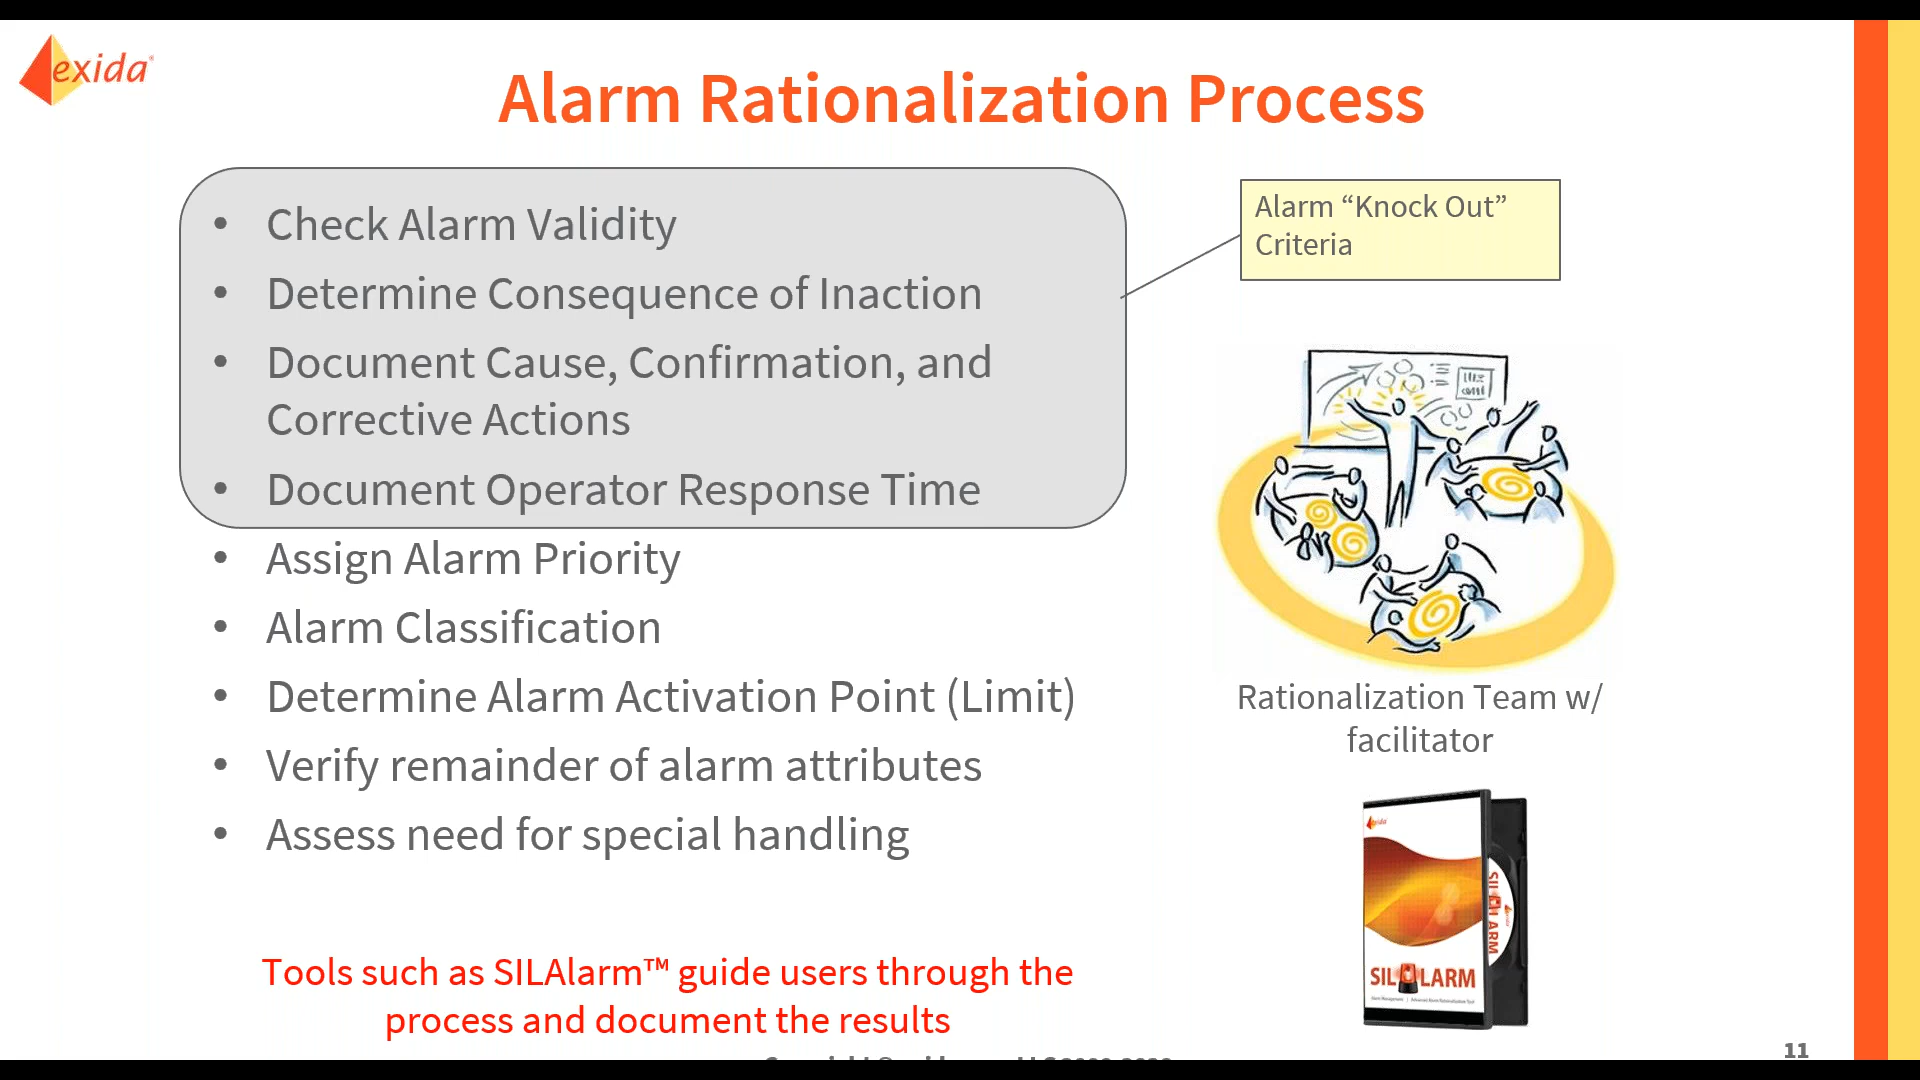 exida
Alarm Rationalization Process
• Check Alarm Validity
• Determine Consequence of Inaction
• Document Cause, Confirmation, and
Corrective Actions
• Document Operator Response Time
• Assign Alarm Priority
• Alarm Classification
• Determine Alarm Activation Point (Limit)
• Verify remainder of alarm attributes
• Assess need for special handling
Tools such as SILAlarm™ guide users through the
process and document the results
Alarm “Knock Out”
Criteria
Rationalization Team w/
facilitator
exida
SILALARM
SILALARM
11